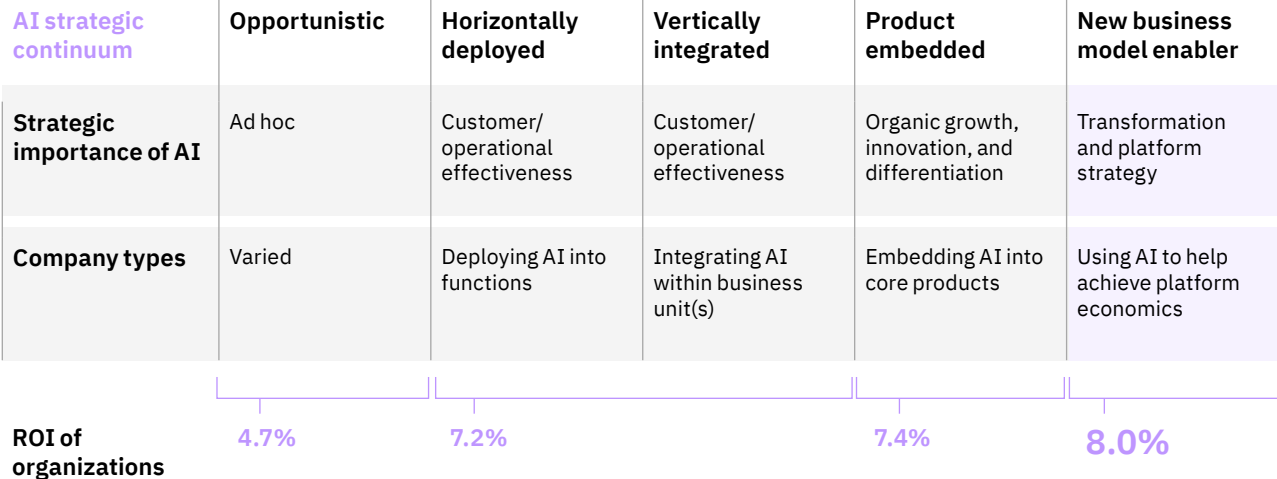 AI strategic
continuum
Opportunistic
Horizontally
deployed
Vertically
integrated
Product
embedded
New business
model enabler
Strategic
importance of AI
Ad hoc
Customer/
operational
effectiveness
Customer/
operational
effectiveness
Organic growth,
innovation, and
differentiation
Transformation
and platform
strategy
Company types
Varied
Deploying AI into
functions
Integrating AI
within business
unit(s)
Embedding AI into
core products
Using AI to help
achieve platform
economics
ROI of
organizations
4.7%
7.2%
7.4%
8.0%